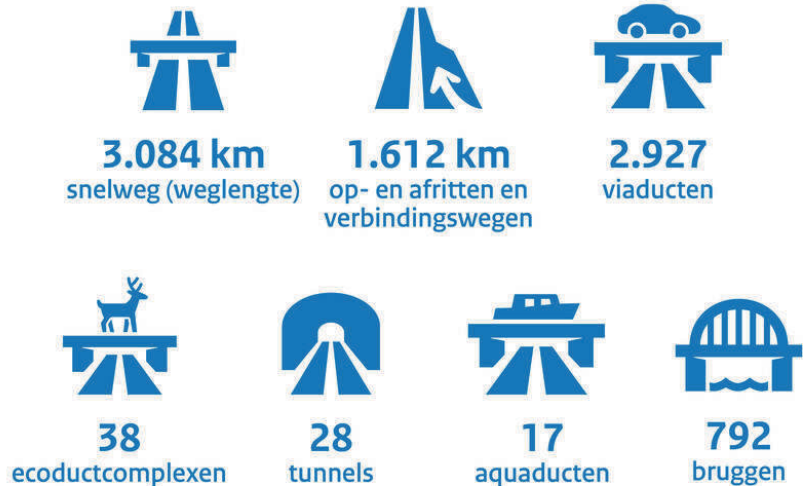 3.084 km
snelweg (weglengte)
1.612 km
op- en afritten en
verbindingswegen
2.927
viaducten
38
ecoductcomplexen
28
tunnels
17
aquaducten
792
bruggen